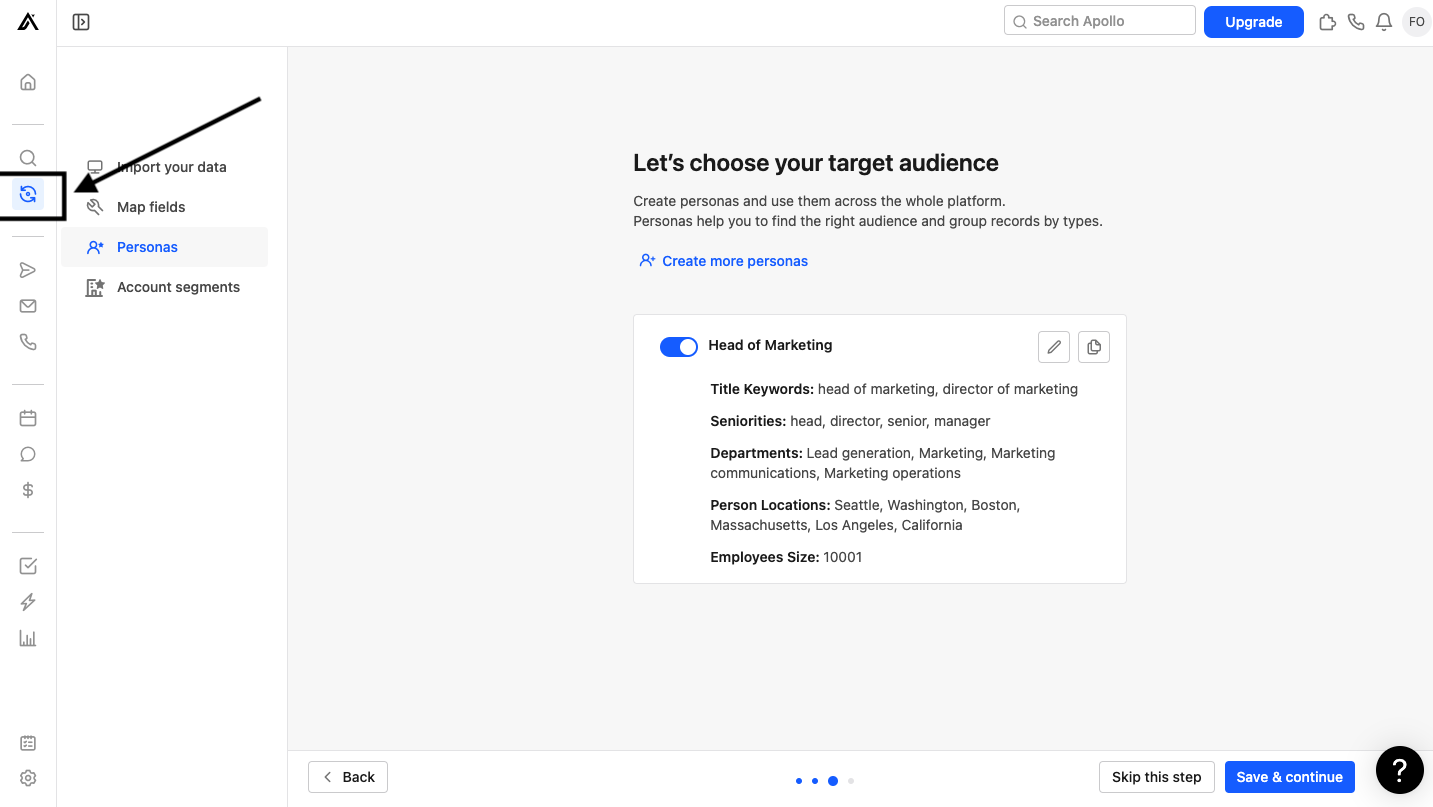 Search Apollo
Upgrade
FO
Import your data
Map fields
Personas
Account segments
Let’s choose your target audience
Create personas and use them across the whole platform.
Personas help you to find the right audience and group records by types.
Create more personas
Head of Marketing
Title Keywords: head of marketing, director of marketing
Seniorities: head, director, senior, manager
Departments: Lead generation, Marketing, Marketing
communications, Marketing operations
Person Locations: Seattle, Washington, Boston,
Massachusetts, Los Angeles, California
Employees Size: 10001
Back
Skip this step
Save & continue
?